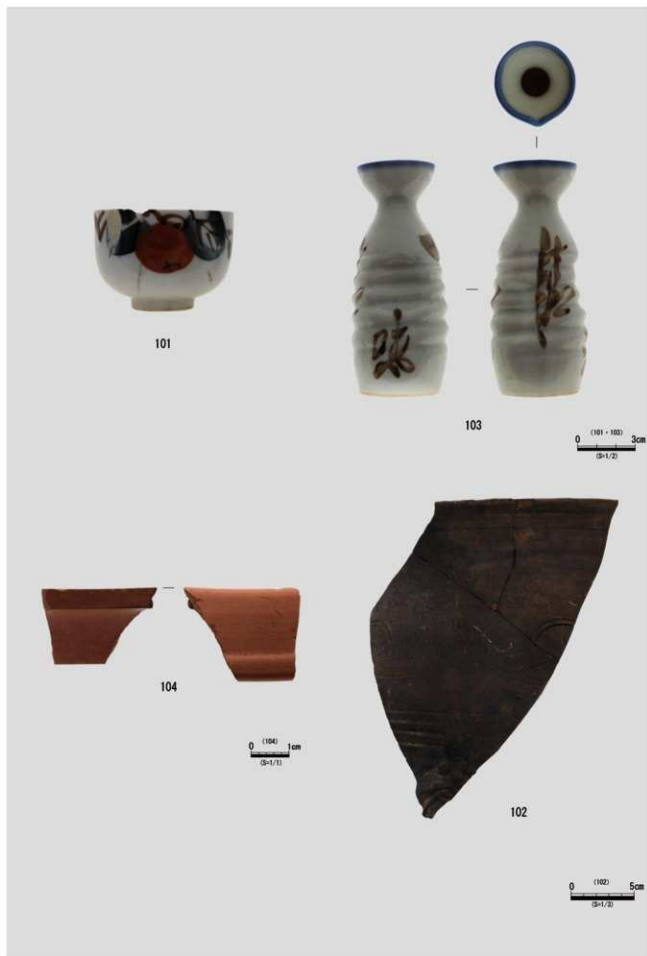 101
味
103
(101・103)
0 3cm
(S=1/2)
104
(104)
0 1cm
(S=1/1)
102
(102)
0 5cm
(S=1/3)